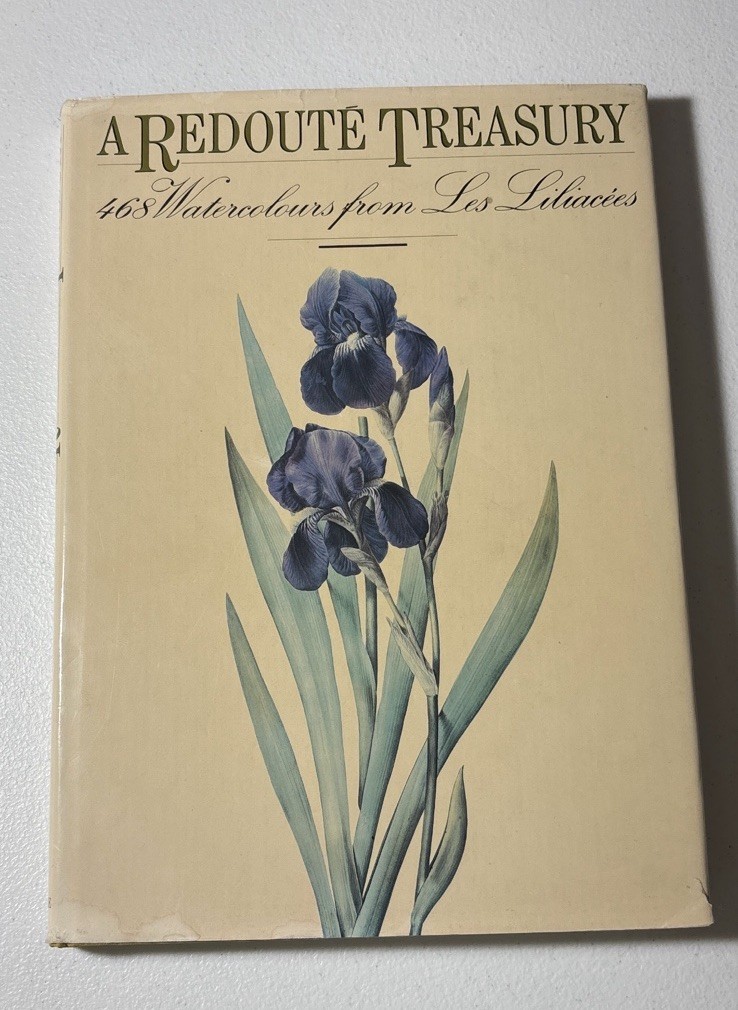 A REDOUTÉ TREASURY
468 Watercolours from Les Liliacées